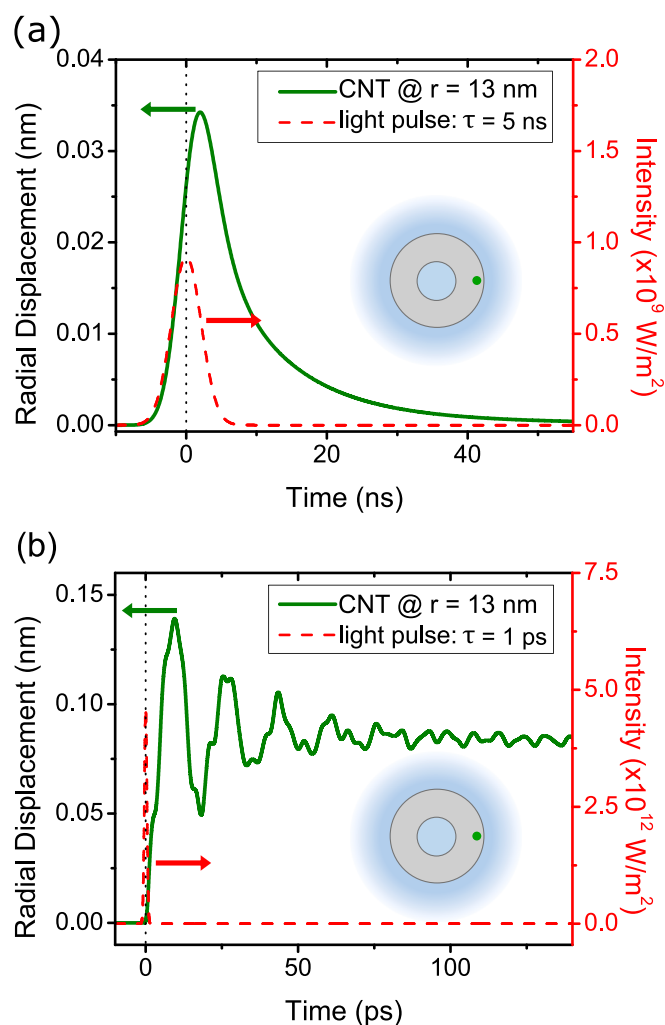 (a)
0.04
0.03
0.02
0.01
0.00
Radial Displacement (nm)
CNT @ r = 13 nm
light pulse: τ = 5 ns
2.0
1.5
1.0
0.5
0.0
Intensity (x10⁹ W/m²)
0
20
40
Time (ns)
(b)
0.15
0.10
0.05
0.00
Radial Displacement (nm)
CNT @ r = 13 nm
light pulse: τ = 1 ps
7.5
5.0
2.5
0.0
Intensity (x10¹² W/m²)
0
50
100
Time (ps)